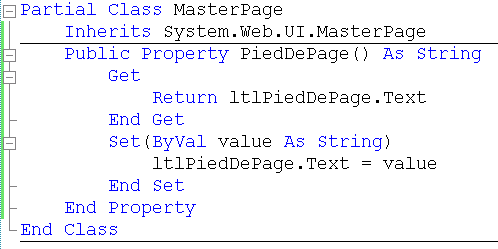 Partial Class MasterPage
    Inherits System.Web.UI.MasterPage
    Public Property PiedDePage() As String
        Get
            Return ltlPiedDePage.Text
        End Get
        Set(ByVal value As String)
            ltlPiedDePage.Text = value
        End Set
    End Property
End Class